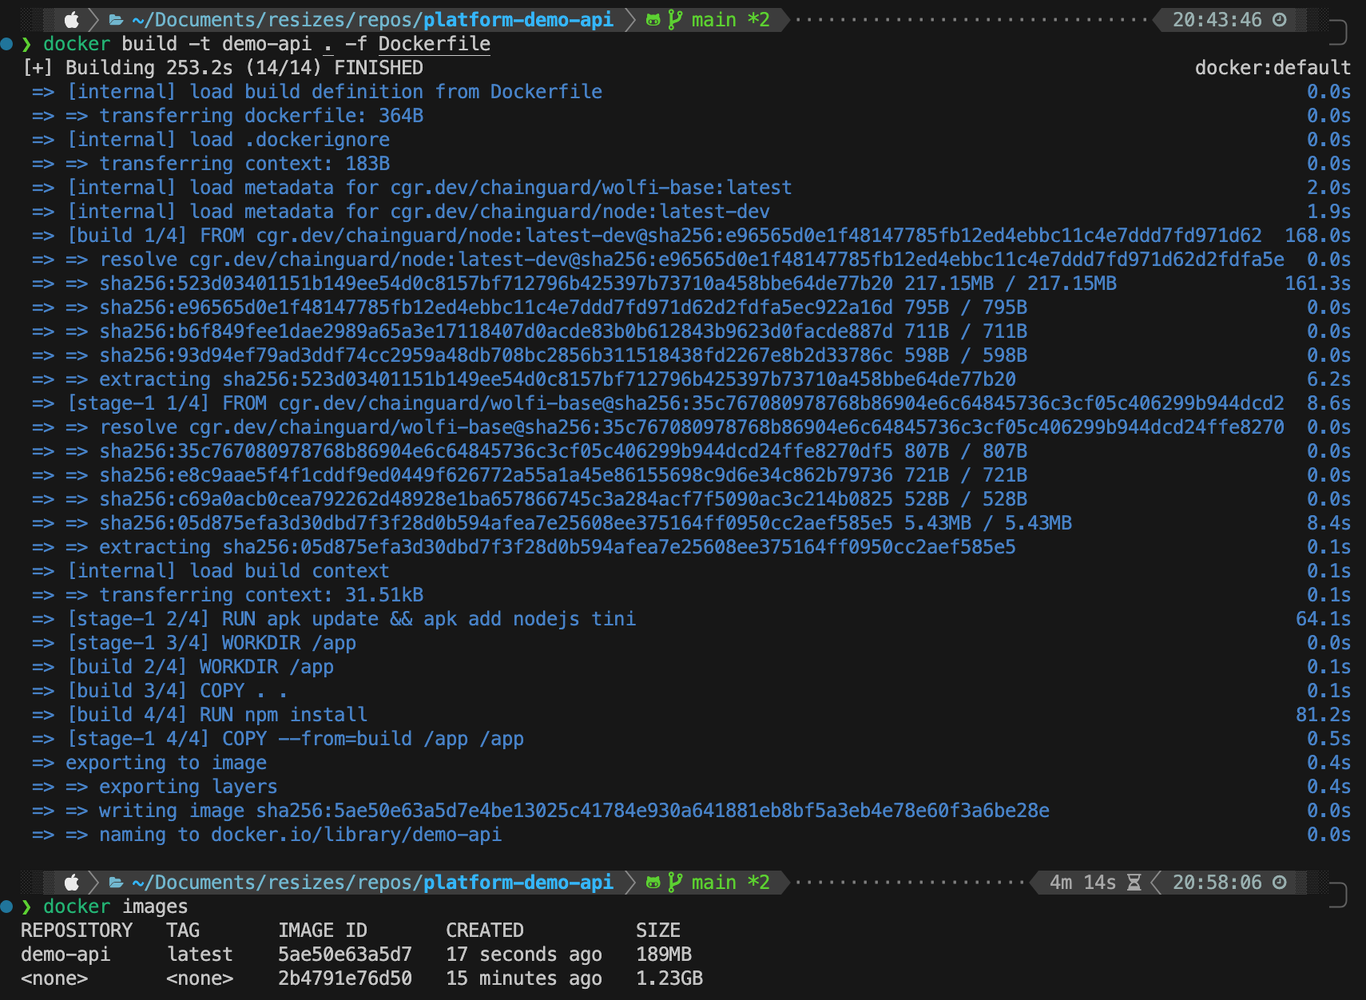 ~/Documents/resizes/repos/platform-demo-api main *2 20:43:46
❯ docker build -t demo-api . -f Dockerfile
[+] Building 253.2s (14/14) FINISHED docker:default
=> [internal] load build definition from Dockerfile 0.0s
=> => transferring dockerfile: 364B 0.0s
=> [internal] load .dockerignore 0.0s
=> => transferring context: 183B 0.0s
=> [internal] load metadata for cgr.dev/chainguard/wolfi-base:latest 2.0s
=> [internal] load metadata for cgr.dev/chainguard/node:latest-dev 1.9s
=> [build 1/4] FROM cgr.dev/chainguard/node:latest-dev@sha256:e96565d0e1f48147785fb12ed4ebbc11c4e7ddd7fd971d62 168.0s
=> => resolve cgr.dev/chainguard/node:latest-dev@sha256:e96565d0e1f48147785fb12ed4ebbc11c4e7ddd7fd971d62d2fdfa5e 0.0s
=> => sha256:523d03401151b149ee54d0c8157bf712796b425397b73710a458bbe64de77b20 217.15MB / 217.15MB 161.3s
=> => sha256:e96565d0e1f48147785fb12ed4ebbc11c4e7ddd7fd971d62d2fdfa5ec922a16d 795B / 795B 0.0s
=> => sha256:b6f849fee1dae2989a65a3e17118407d0acde83b0b612843b9623d0facde887d 711B / 711B 0.0s
=> => sha256:93d94ef79ad3ddf74cc2959a48db708bc2856b311518438fd2267e8b2d33786c 598B / 598B 0.0s
=> => extracting sha256:523d03401151b149ee54d0c8157bf712796b425397b73710a458bbe64de77b20 6.2s
=> [stage-1 1/4] FROM cgr.dev/chainguard/wolfi-base@sha256:35c767080978768b86904e6c64845736c3cf05c406299b944dcd2 8.6s
=> => resolve cgr.dev/chainguard/wolfi-base@sha256:35c767080978768b86904e6c64845736c3cf05c406299b944dcd24ffe8270 0.0s
=> => sha256:35c767080978768b86904e6c64845736c3cf05c406299b944dcd24ffe8270df5 807B / 807B 0.0s
=> => sha256:e8c9aae5f4f1cddf9ed0449f626772a55a1a45e86155698c9d6e34c862b79736 721B / 721B 0.0s
=> => sha256:c69a0acb0cea792262d48928e1ba657866745c3a284acf7f5090ac3c214b0825 528B / 528B 0.0s
=> => sha256:05d875efa3d30dbd7f3f28d0b594afea7e25608ee375164ff0950cc2aef585e5 5.43MB / 5.43MB 8.4s
=> => extracting sha256:05d875efa3d30dbd7f3f28d0b594afea7e25608ee375164ff0950cc2aef585e5 0.1s
=> [internal] load build context 0.1s
=> => transferring context: 31.51kB 0.1s
=> [stage-1 2/4] RUN apk update && apk add nodejs tini 64.1s
=> [stage-1 3/4] WORKDIR /app 0.0s
=> [build 2/4] WORKDIR /app 0.1s
=> [build 3/4] COPY . . 0.1s
=> [build 4/4] RUN npm install 81.2s
=> [stage-1 4/4] COPY --from=build /app /app 0.5s
=> exporting to image 0.4s
=> => exporting layers 0.4s
=> => writing image sha256:5ae50e63a5d7e4be13025c41784e930a641881eb8bf5a3eb4e78e60f3a6be28e 0.0s
=> => naming to docker.io/library/demo-api 0.0s
~/Documents/resizes/repos/platform-demo-api main *2 4m 14s 20:58:06
❯ docker images
REPOSITORY TAG IMAGE ID CREATED SIZE
demo-api latest 5ae50e63a5d7 17 seconds ago 189MB
<none> <none> 2b4791e76d50 15 minutes ago 1.23GB